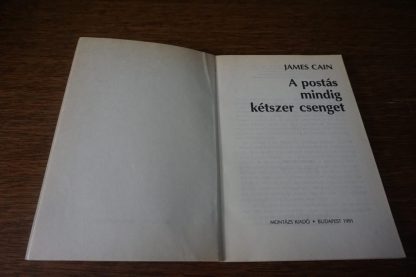 JAMES CAIN
A postás
mindig
kétszer csenget
MONTÁZS KIADÓ • BUDAPEST 1991